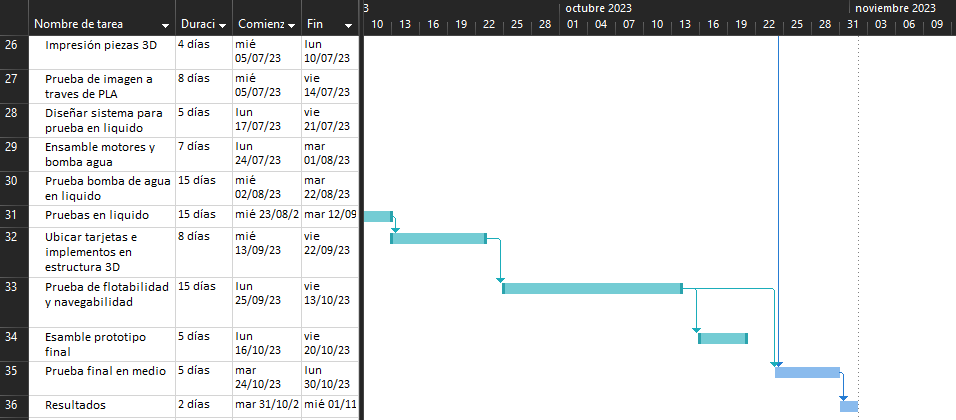 3 octubre 2023 noviembre 2023
Nombre de tarea Duraci Comienz Fin 10 13 16 19 22 25 28 01 04 07 10 13 16 19 22 25 28 31 03 06 09
26 Impresión piezas 3D 4 días mié lun
05/07/23 10/07/23
27 Prueba de imagen a 8 días mié vie
traves de PLA 05/07/23 14/07/23
28 Diseñar sistema para 5 días lun vie
prueba en liquido 17/07/23 21/07/23
29 Ensamble motores y 7 días lun mar
bomba agua 24/07/23 01/08/23
30 Prueba bomba de agua 15 días mié mar
en liquido 02/08/23 22/08/23
31 Pruebas en liquido 15 días mié 23/08/2 mar 12/09
32 Ubicar tarjetas e 8 días mié vie
implementos en 13/09/23 22/09/23
estructura 3D
33 Prueba de flotabilidad 15 días lun vie
y navegabilidad 25/09/23 13/10/23
34 Esamble prototipo 5 días lun vie
final 16/10/23 20/10/23
35 Prueba final en medio 5 días mar lun
24/10/23 30/10/23
36 Resultados 2 días mar 31/10/2 mié 01/11